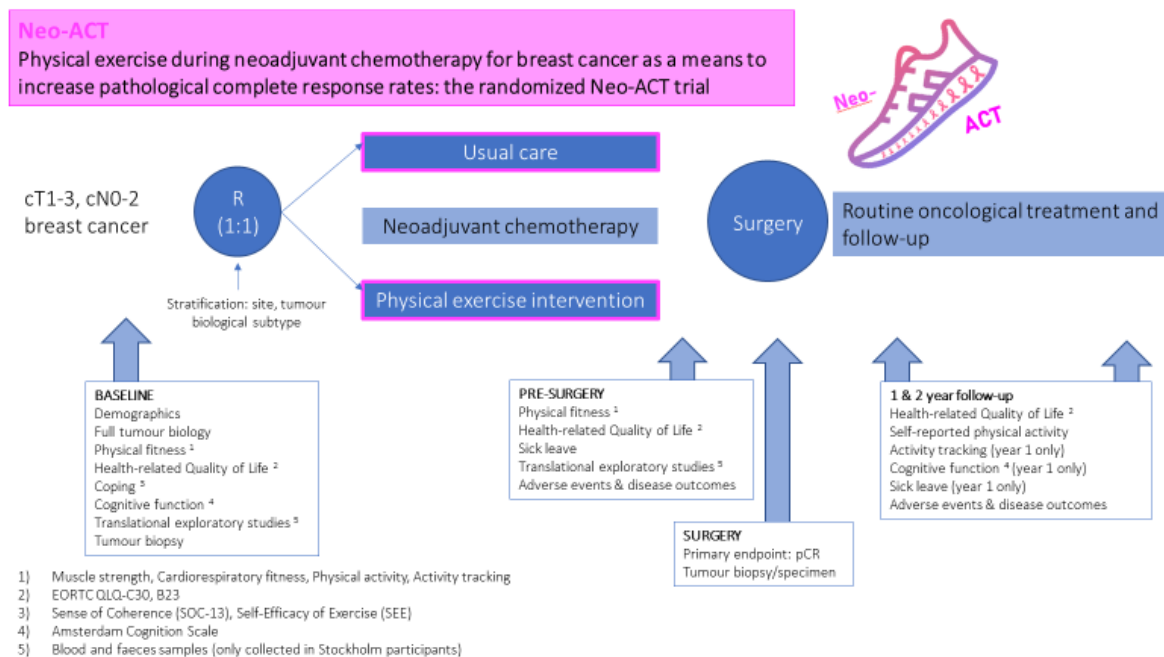 Neo-ACT
Physical exercise during neoadjuvant chemotherapy for breast cancer as a means to
increase pathological complete response rates: the randomized Neo-ACT trial
Neo-
ACT
Usual care
cT1-3, cN0-2
breast cancer
R
(1:1)
Neoadjuvant chemotherapy
Surgery
Routine oncological treatment and
follow-up
Physical exercise intervention
Stratification: site, tumour
biological subtype
BASELINE
Demographics
Full tumour biology
Physical fitness ¹
Health-related Quality of Life ²
Coping ⁵
Cognitive function ⁴
Translational exploratory studies ⁵
Tumour biopsy
PRE-SURGERY
Physical fitness ¹
Health-related Quality of Life ²
Sick leave
Translational exploratory studies ⁵
Adverse events & disease outcomes
SURGERY
Primary endpoint: pCR
Tumour biopsy/specimen
1 & 2 year follow-up
Health-related Quality of Life ²
Self-reported physical activity
Activity tracking (year 1 only)
Cognitive function ⁴ (year 1 only)
Sick leave (year 1 only)
Adverse events & disease outcomes
1) Muscle strength, Cardiorespiratory fitness, Physical activity, Activity tracking
2) EORTC QLQ-C30, B23
3) Sense of Coherence (SOC-13), Self-Efficacy of Exercise (SEE)
4) Amsterdam Cognition Scale
5) Blood and faeces samples (only collected in Stockholm participants)